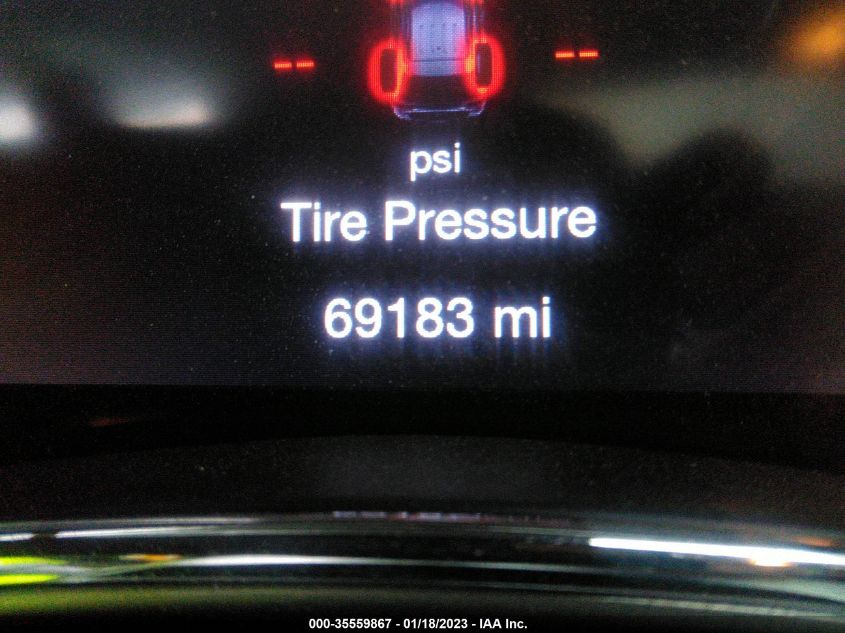 -- --
psi
Tire Pressure
69183 mi
000-35559867 - 01/18/2023 - IAA Inc.